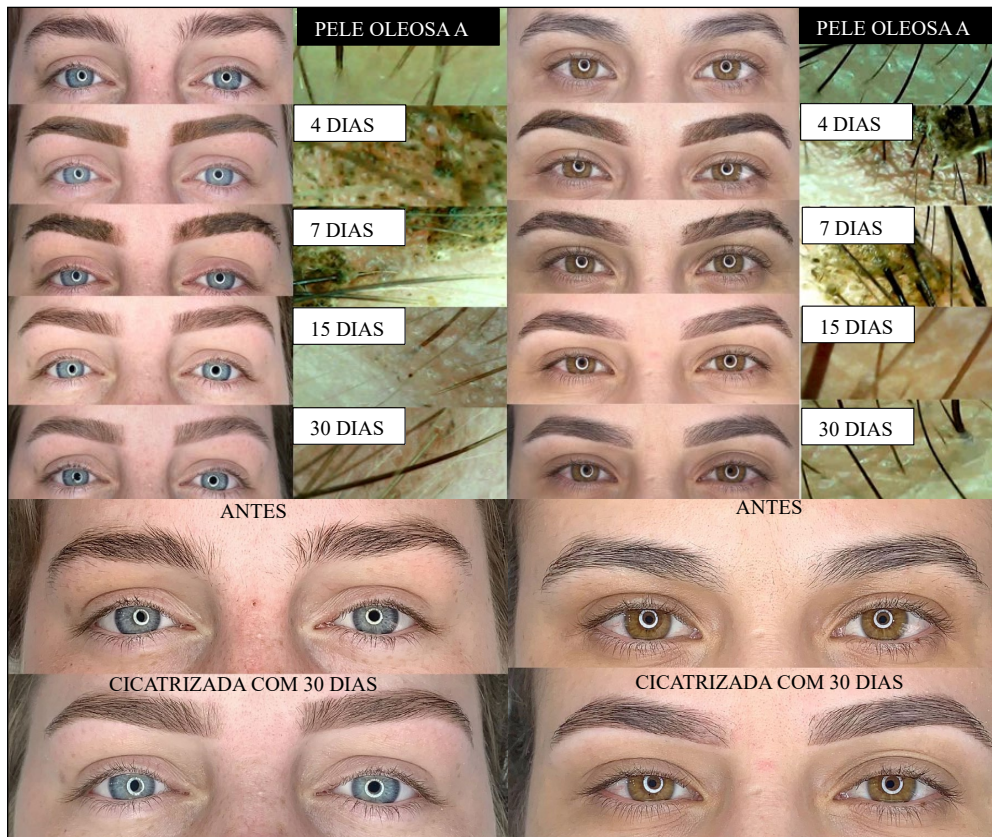 PELE OLEOSA A
4 DIAS
7 DIAS
15 DIAS
30 DIAS
PELE OLEOSA A
4 DIAS
7 DIAS
15 DIAS
30 DIAS
ANTES
ANTES
CICATRIZADA COM 30 DIAS
CICATRIZADA COM 30 DIAS